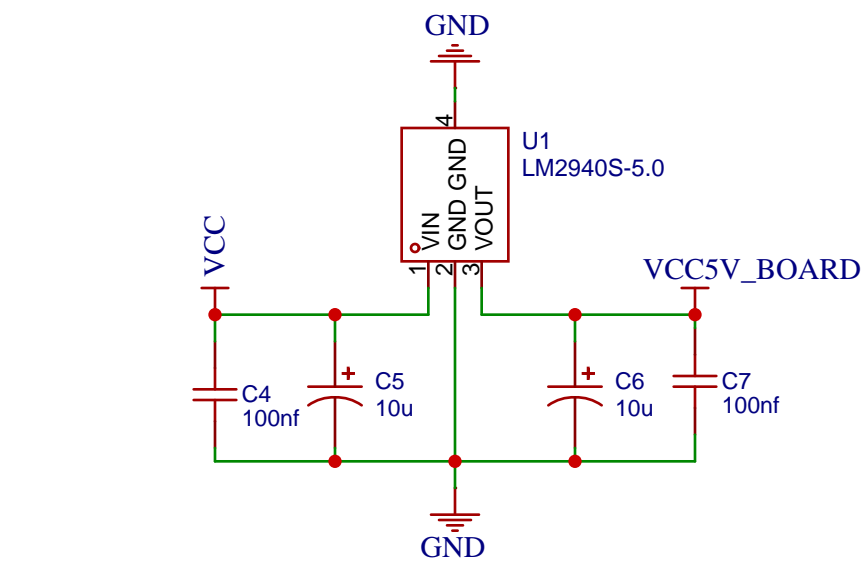 GND
4
U1
LM2940S-5.0
VIN
GND GND
VOUT
1
2
3
VCC
VCC5V_BOARD
C4
100nf
C5
10u
C6
10u
C7
100nf
GND